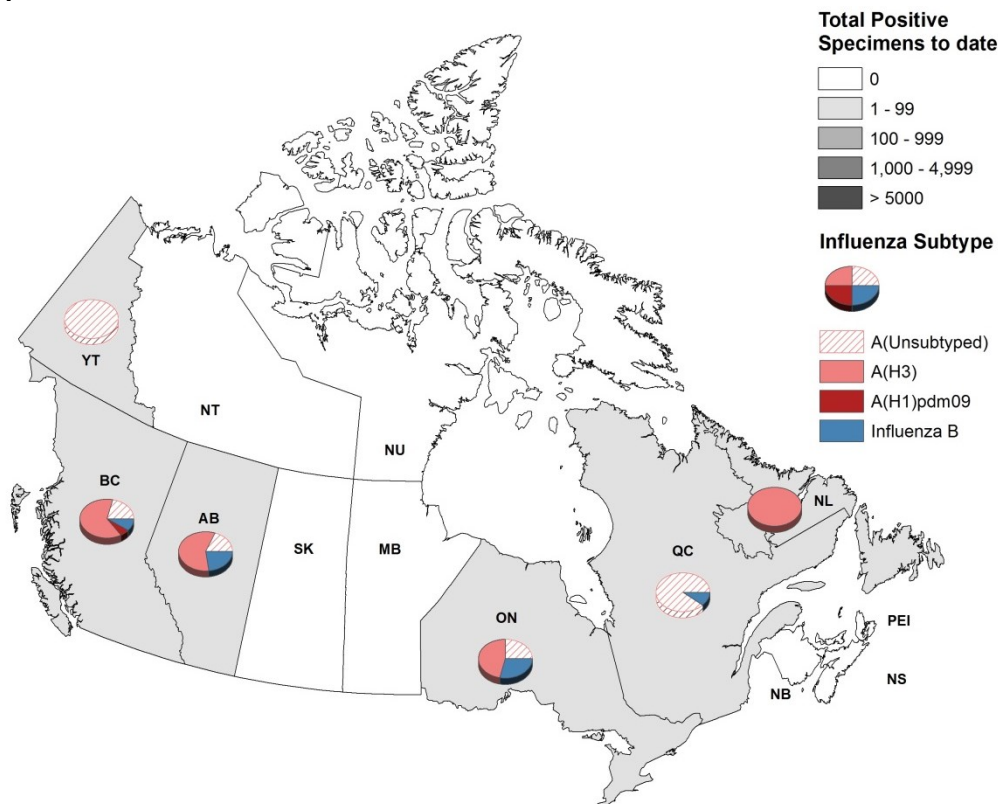 Total Positive
Specimens to date
0
1 - 99
100 - 999
1,000 - 4,999
> 5000
Influenza Subtype
A(Unsubtyped)
A(H3)
A(H1)pdm09
Influenza B
YT
NT
NU
BC
AB
SK
MB
ON
QC
NL
PEI
NS
NB